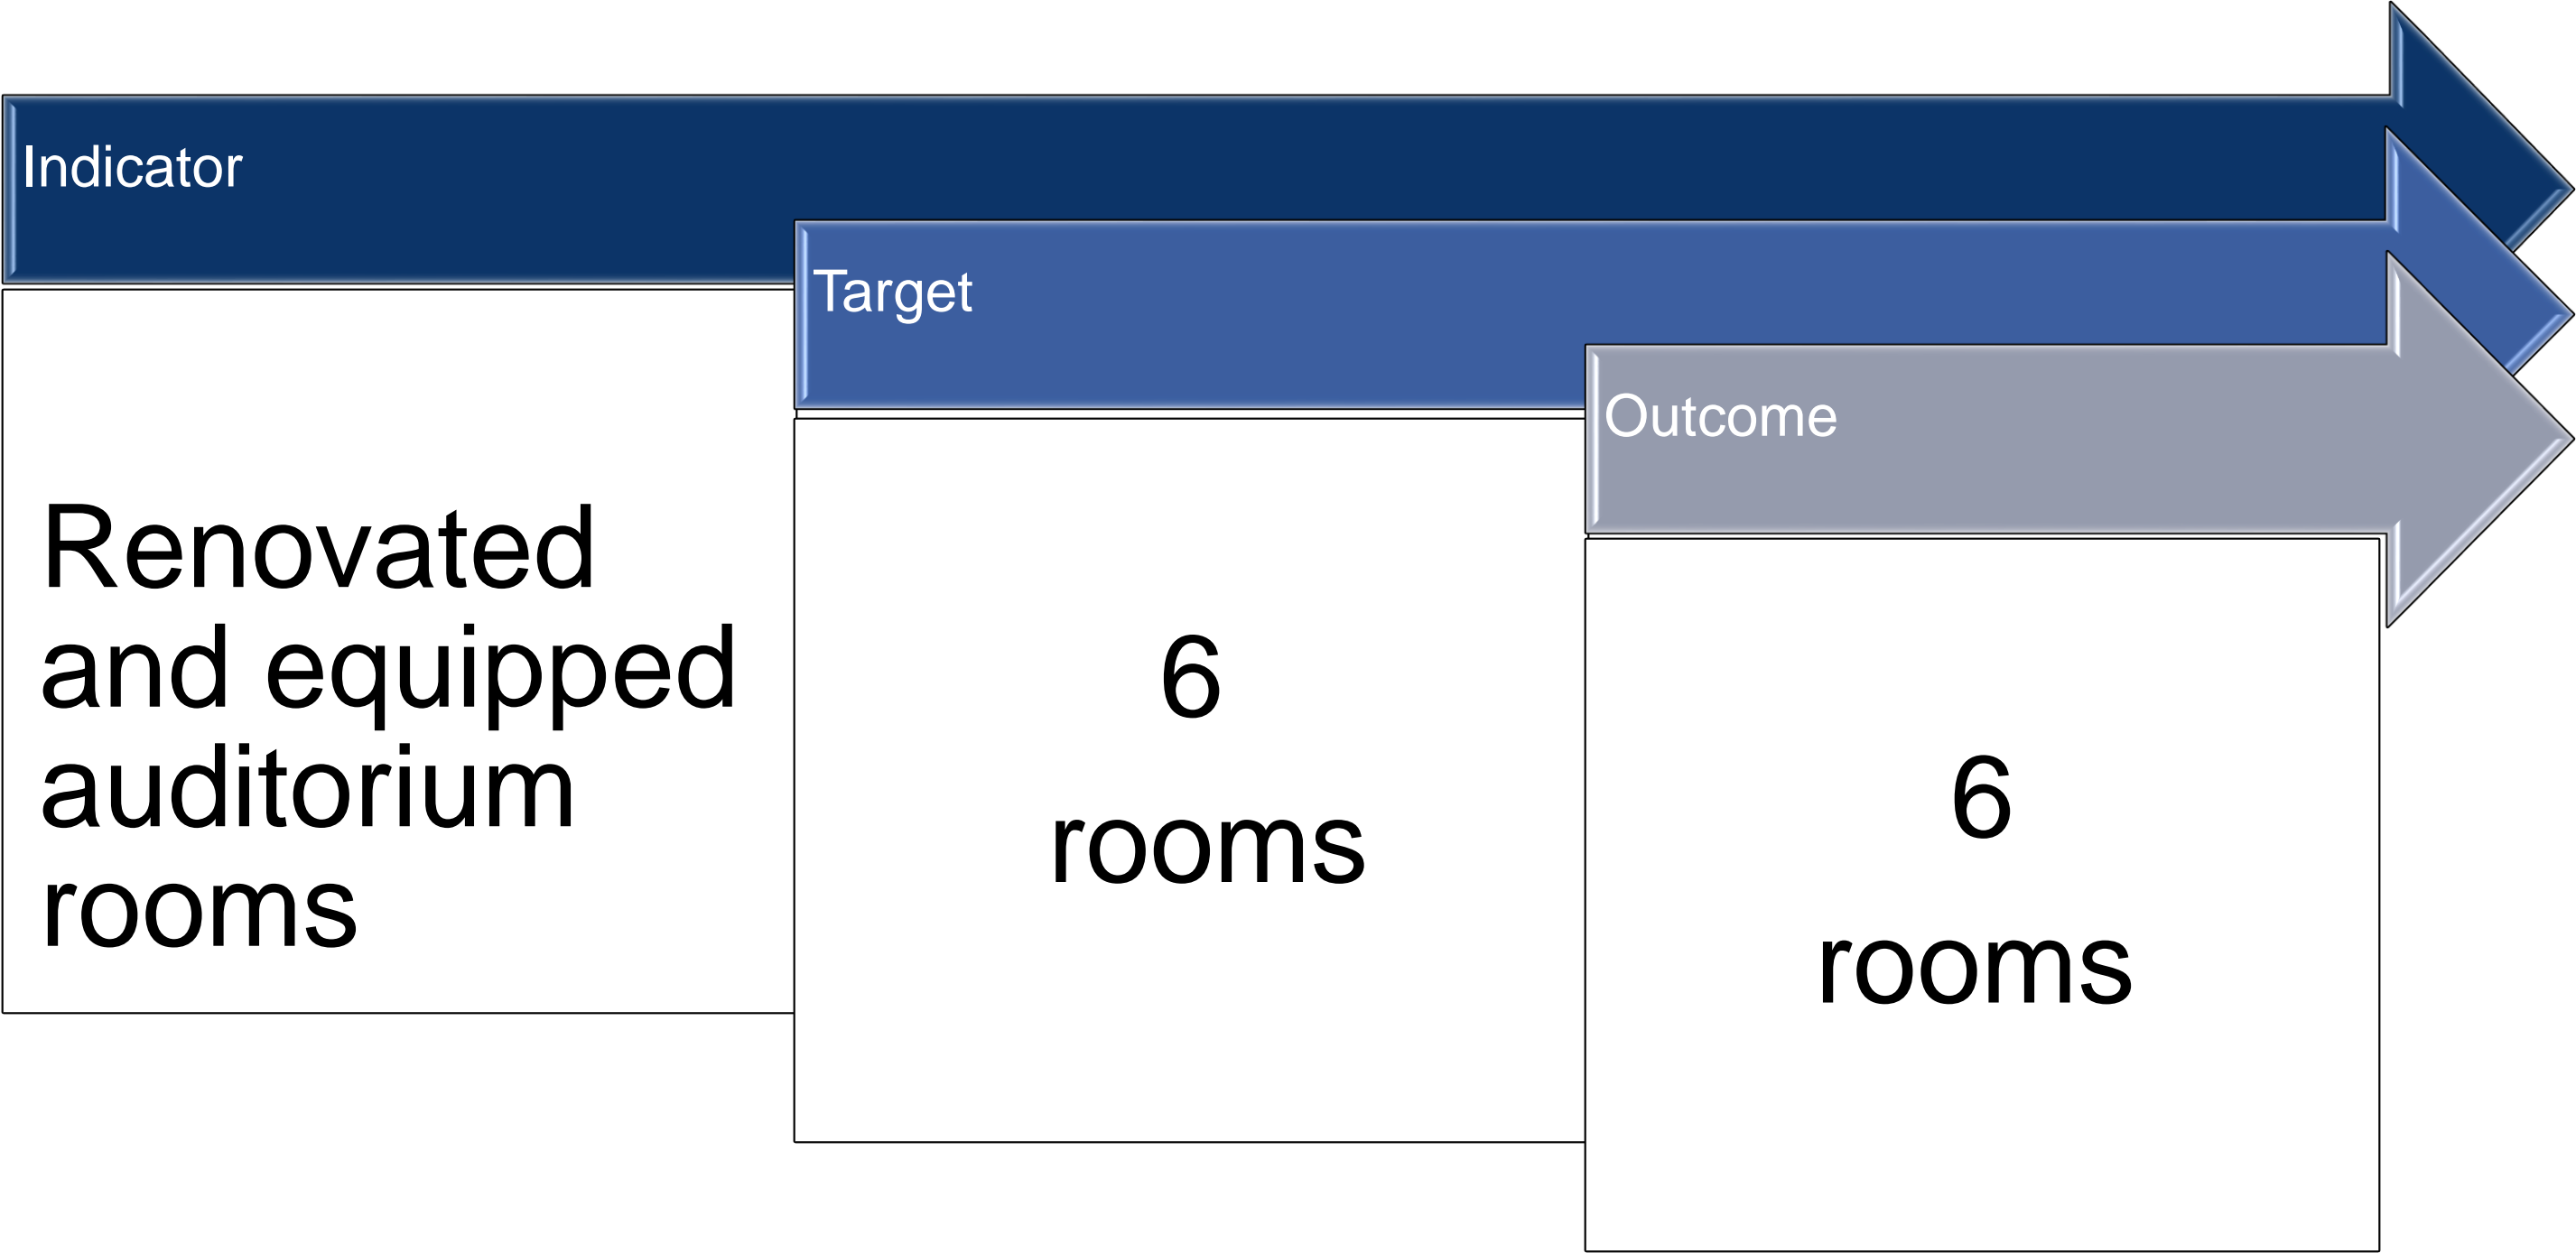 Indicator
Renovated
and equipped
auditorium
rooms
Target
6
rooms
Outcome
6
rooms